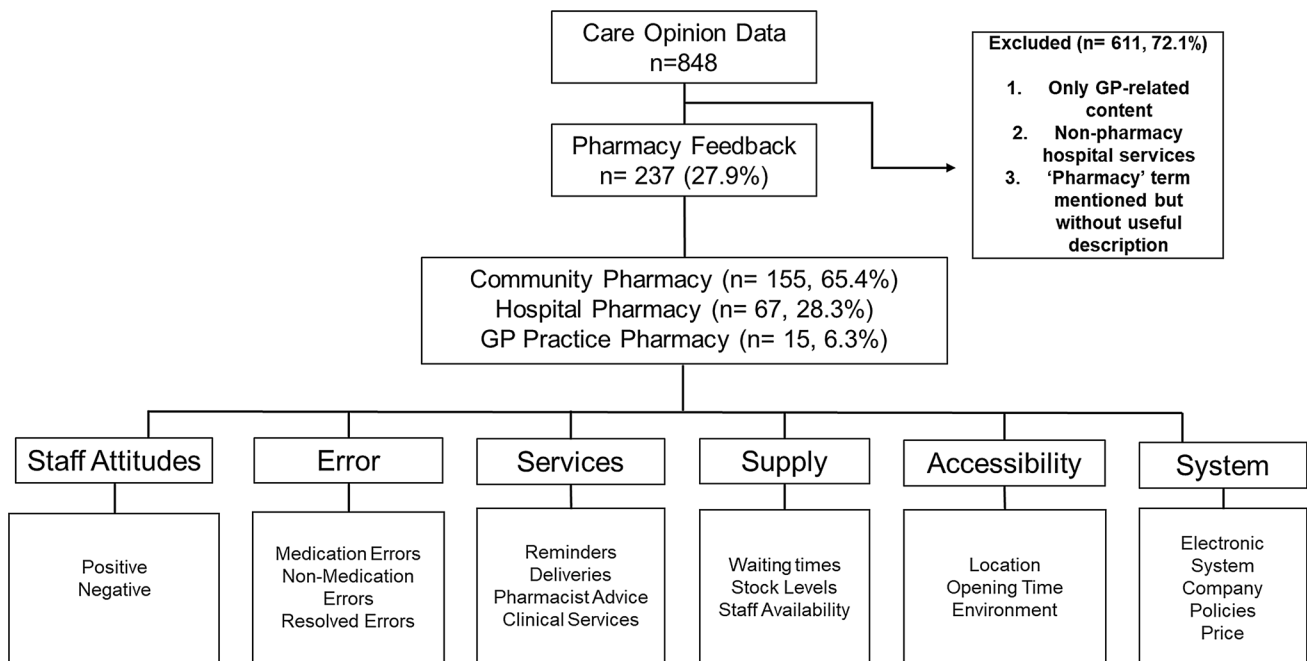 Care Opinion Data
n=848
Excluded (n= 611, 72.1%)
1. Only GP-related
content
2. Non-pharmacy
hospital services
3. ‘Pharmacy’ term
mentioned but
without useful
description
Pharmacy Feedback
n= 237 (27.9%)
Community Pharmacy (n= 155, 65.4%)
Hospital Pharmacy (n= 67, 28.3%)
GP Practice Pharmacy (n= 15, 6.3%)
Staff Attitudes
Positive
Negative
Error
Medication Errors
Non-Medication
Errors
Resolved Errors
Services
Reminders
Deliveries
Pharmacist Advice
Clinical Services
Supply
Waiting times
Stock Levels
Staff Availability
Accessibility
Location
Opening Time
Environment
System
Electronic
System
Company
Policies
Price